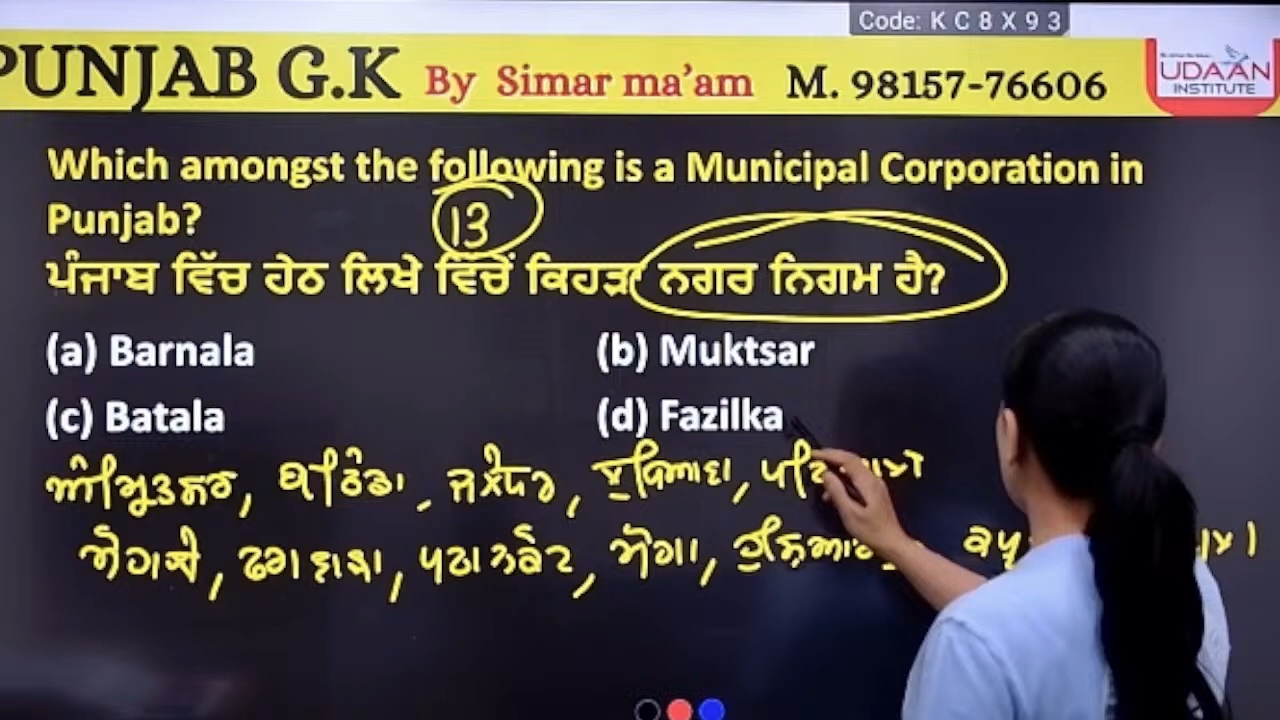 Code: K C 8 X 9 3
PUNJAB G.K By Simar ma’am M. 98157-76606
UDAAN
INSTITUTE
Which amongst the following is a Municipal Corporation in
Punjab?
13
ਪੰਜਾਬ ਵਿੱਚ ਹੇਠ ਲਿਖੇ ਵਿੱਚੋਂ ਕਿਹੜਾ ਨਗਰ ਨਿਗਮ ਹੈ?
(a) Barnala (b) Muktsar
(c) Batala (d) Fazilka
ਅੰਮ੍ਰਿਤਸਰ, ਬਠਿੰਡਾ, ਜਲੰਧਰ, ਲੁਧਿਆਣਾ,
ਫਗਵਾੜਾ, ਪਠਾਨਕੋਟ, ਮੋਗਾ,